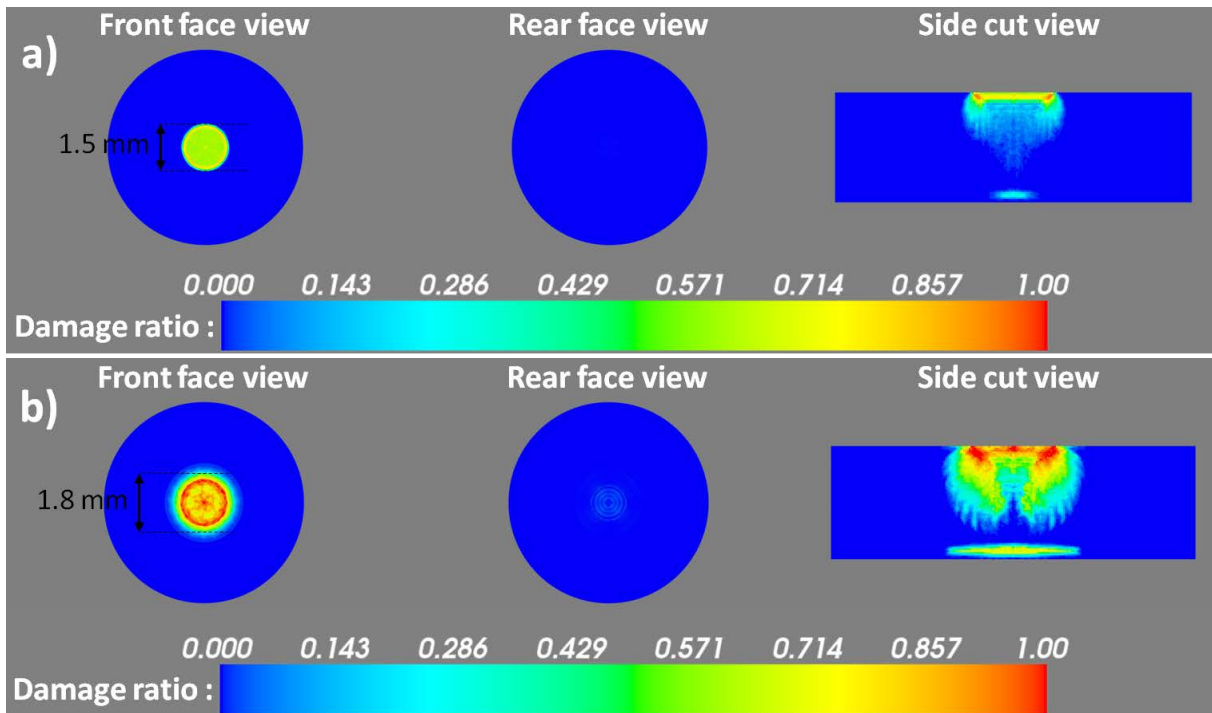 a)
Front face view
Rear face view
Side cut view
1.5 mm
0.000 0.143 0.286 0.429 0.571 0.714 0.857 1.00
Damage ratio :
b)
Front face view
Rear face view
Side cut view
1.8 mm
0.000 0.143 0.286 0.429 0.571 0.714 0.857 1.00
Damage ratio :